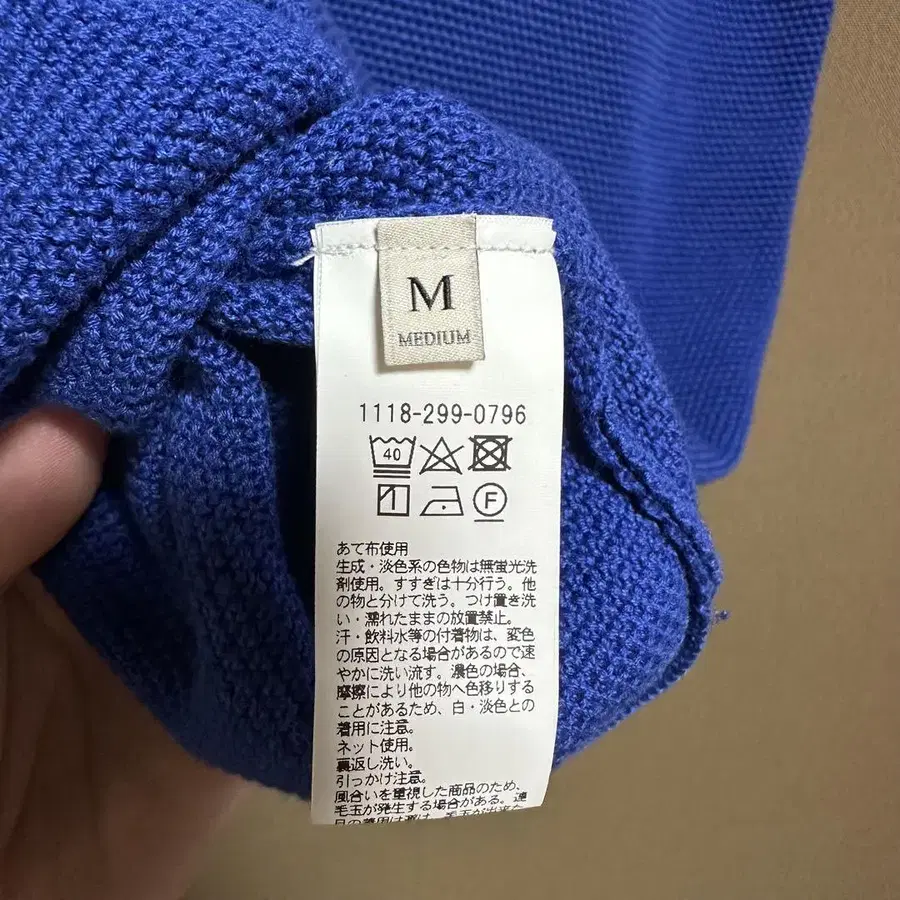 M
MEDIUM
1118-299-0796
40
F
あて布使用
生成・淡色系の色物は無蛍光洗
剤使用。すすぎは十分行う。他
の物と分けて洗う。つけ置き洗
い・濡れたままの放置禁止。
汗・飲料水等の付着物は、変色
の原因となる場合があるので速
やかに洗い流す。濃色の場合、
摩擦により他の物へ色移りする
ことがあるため、白・淡色との
着用に注意。
ネット使用。
裏返し洗い。
引っかけ注意。
風合いを重視した商品のため、
毛玉が発生する場合がある。連